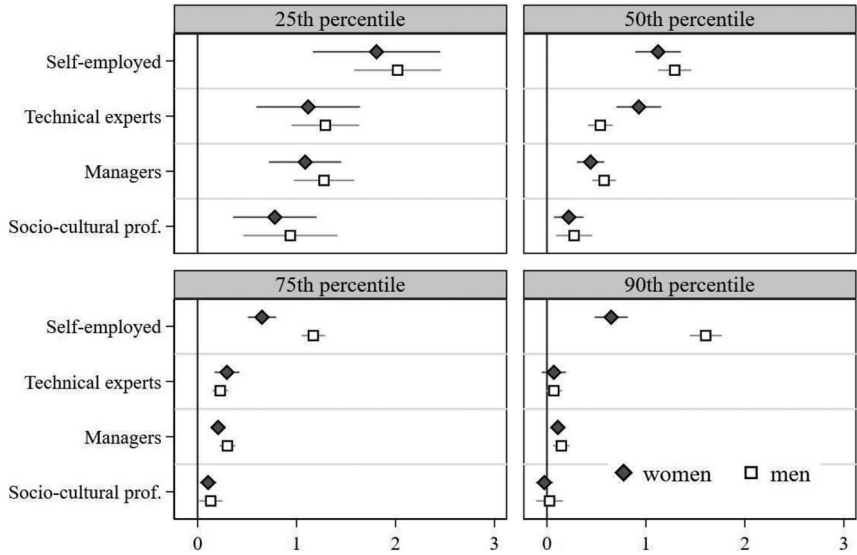 25th percentile 50th percentile
Self-employed
Technical experts
Managers
Socio-cultural prof.
75th percentile 90th percentile
Self-employed
Technical experts
Managers
Socio-cultural prof.
women men
0 1 2 3 0 1 2 3